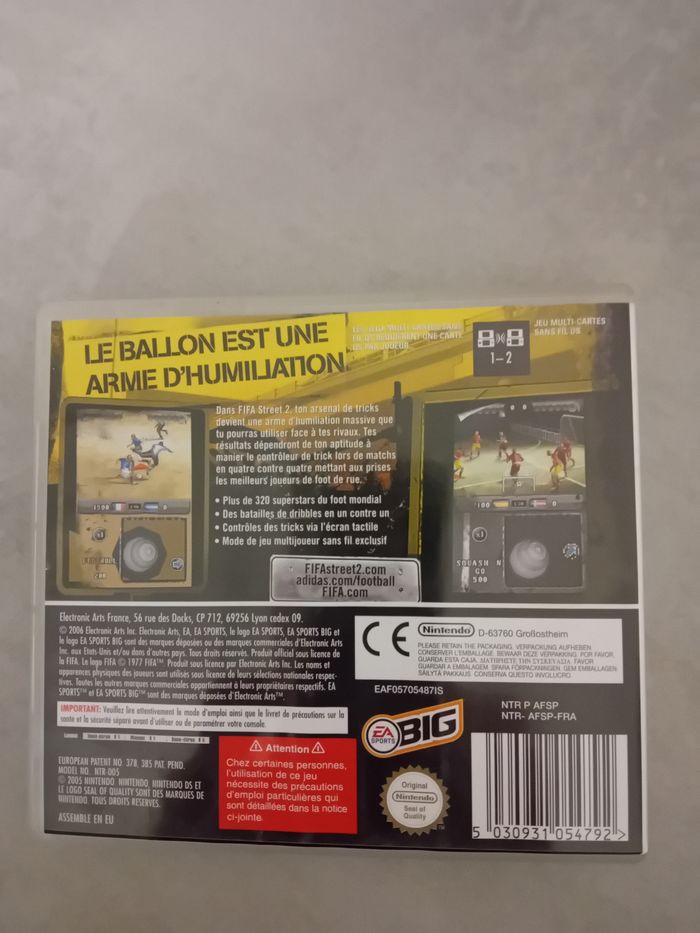 LE BALLON EST UNE
ARME D'HUMILIATION
8 8
1-2
JEU MULTI-CARTES
SANS FIL DS
Dans FIFA Street 2, ton arsenal de tricks
devient une arme d'humiliation massive que
tu pourras utiliser face à tes rivaux. Tes
résultats dépendront de ton aptitude à
manier le contrôleur de trick lors de matchs
en quatre contre quatre mettant aux prises
les meilleurs joueurs de foot de rue.
• Plus de 320 superstars du foot mondial
• Des batailles de dribbles en un contre un
• Contrôles des tricks via l'écran tactile
• Mode de jeu multijoueur sans fil exclusif
1500
0
200
0 0
100
0
SQUASH N
GO
500
FIFAstreet2.com
adidas.com/football
FIFA.com
Electronic Arts France, 56 rue des Docks, CP 712, 69256 Lyon cedex 09.
© 2006 Electronic Arts Inc. Electronic Arts, EA, EA SPORTS, le logo EA SPORTS, EA SPORTS BIG et
le logo EA SPORTS BIG sont des marques déposées ou des marques commerciales d'Electronic Arts
Inc. aux Etats-Unis et/ou dans d'autres pays. Tous droits réservés. Produit officiel sous licence de
la FIFA. Le logo FIFA © 1977 FIFA™. Produit sous licence par Electronic Arts Inc. Les noms et
apparences physiques des joueurs sont utilisés sous licence de leurs sélections nationales respec-
tives. Toutes les marques commerciales appartiennent à leurs propriétaires respectifs. EA
SPORTS™ et EA SPORTS BIG™ sont des marques déposées d'Electronic Arts™.
IMPORTANT: Veuillez lire attentivement le mode d'emploi ainsi que le livret de précautions sur la
santé et la sécurité séparé avant d'utiliser ou de paramétrer votre console.
EUROPEAN PATENT NO. 378, 385 PAT. PEND.
MODEL NO. NTR-005
© 2005 NINTENDO. NINTENDO, NINTENDO DS ET
LE LOGO SEAL OF QUALITY SONT DES MARQUES DE
NINTENDO. TOUS DROITS RESERVÉS.
ASSEMBLE EN EU
Attention
Chez certaines personnes,
l'utilisation de ce jeu
nécessite des précautions
d'emploi particulières qui
sont détaillées dans la notice
ci-jointe.
CE
Nintendo D-63760 Großostheim
PLEASE RETAIN THE PACKAGING. VERPACKUNG AUFHEBEN.
CONSERVER L'EMBALLAGE. BEWAAR DEZE VERPAKKING. POR FAVOR,
GUARDA ESTA CAJA. ΔΙΑΤΗΡΗΣΤΕ ΤΗΝ ΣΥΣΚΕΥΑΣΙΑ. FAVOR
GUARDAR A EMBALAGEM. SPARA FÖRPACKNINGEN. GEM EMBALLAGEN
SÄILYTÄ PAKKAUS. CONSERVA QUESTO INVOLUCRO.
EAF05705487IS
EA
SPORTS
BIG
NTR P AFSP
NTR- AFSP-FRA
Original
Nintendo
Seal of
Quality
5 030931 054792 >